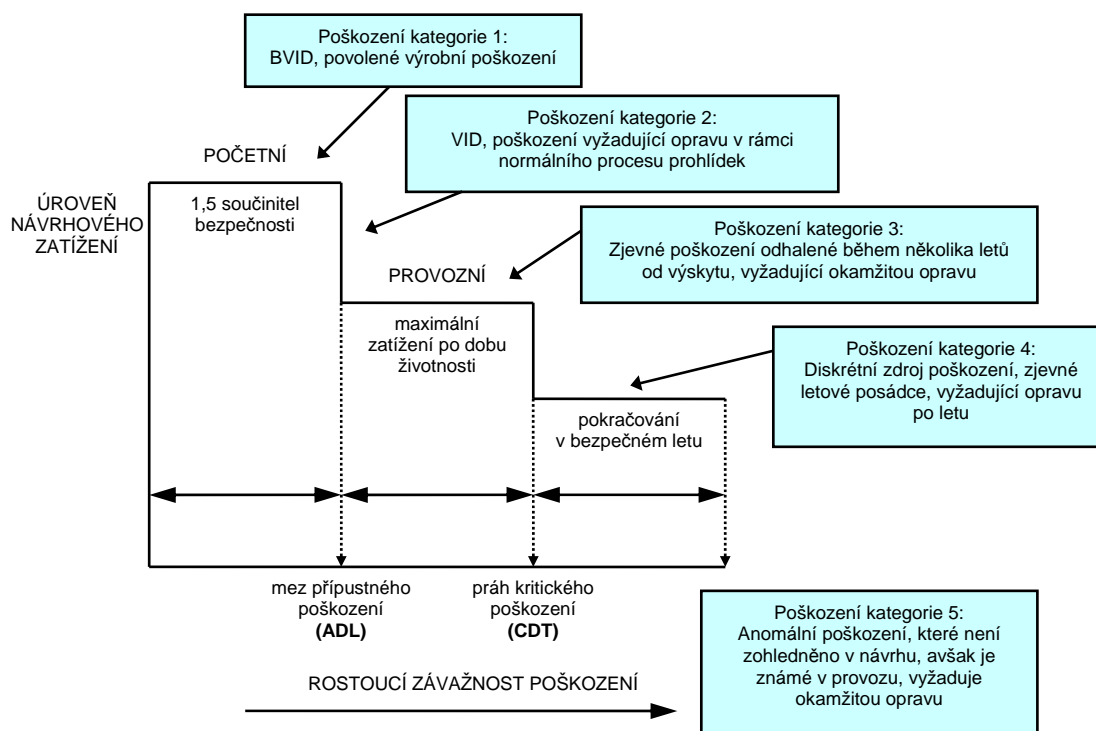 Poškození kategorie 1:
BVID, povolené výrobní poškození
Poškození kategorie 2:
VID, poškození vyžadující opravu v rámci
normálního procesu prohlídek
POČETNÍ
ÚROVEŇ
NÁVRHOVÉHO
ZATÍŽENÍ
1,5 součinitel
bezpečnosti
Poškození kategorie 3:
Zjevné poškození odhalené během několika letů
od výskytu, vyžadující okamžitou opravu
PROVOZNÍ
maximální
zatížení po dobu
životnosti
Poškození kategorie 4:
Diskrétní zdroj poškození, zjevné
letové posádce, vyžadující opravu
po letu
pokračování
v bezpečném letu
mez přípustného
poškození
(ADL)
práh kritického
poškození
(CDT)
Poškození kategorie 5:
Anomální poškození, které není
zohledněno v návrhu, avšak je
známé v provozu, vyžaduje
okamžitou opravu
ROSTOUCÍ ZÁVAŽNOST POŠKOZENÍ